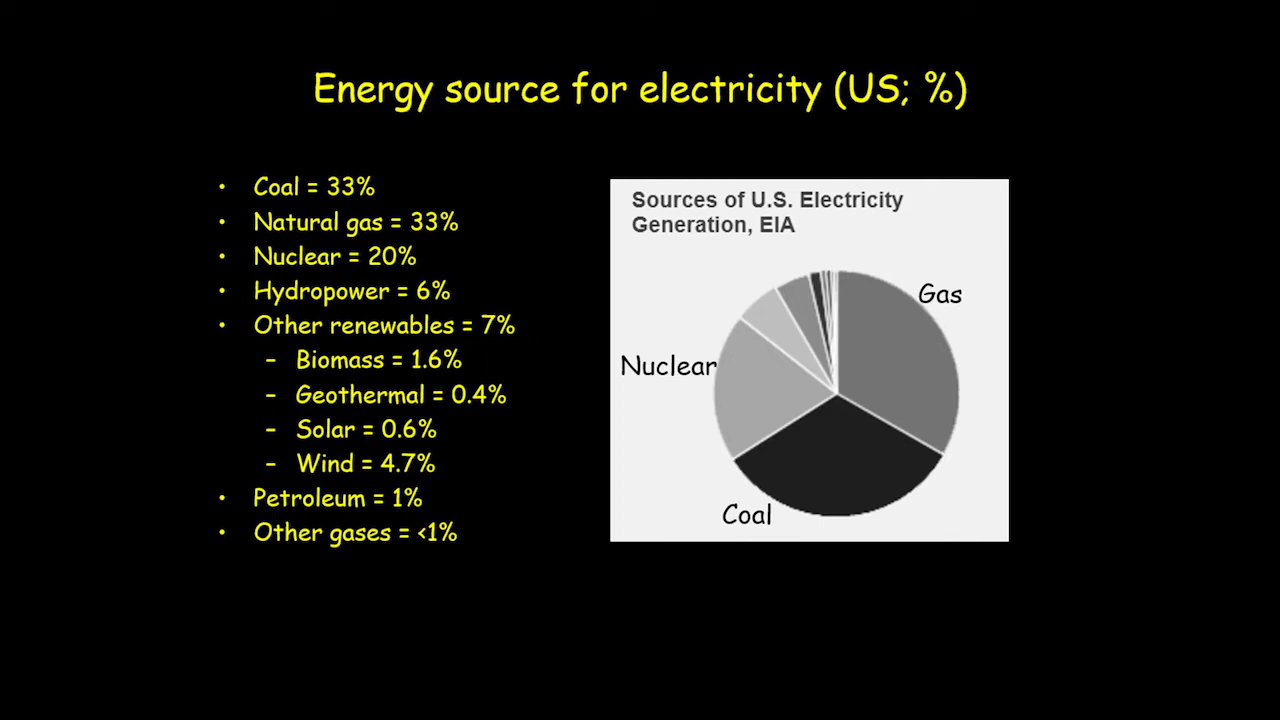 Energy source for electricity (US; %)
• Coal = 33%
• Natural gas = 33%
• Nuclear = 20%
• Hydropower = 6%
• Other renewables = 7%
– Biomass = 1.6%
– Geothermal = 0.4%
– Solar = 0.6%
– Wind = 4.7%
• Petroleum = 1%
• Other gases = <1%
Sources of U.S. Electricity
Generation, EIA
Gas
Nuclear
Coal